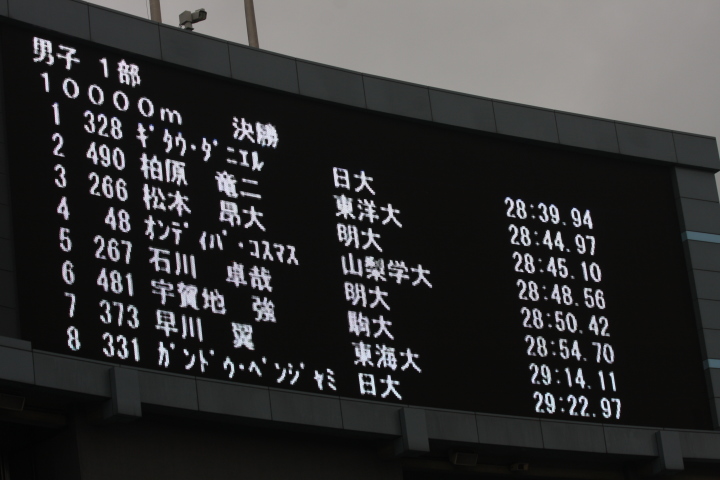 男子 1部
10000m 決勝
1 328 ｷﾞﾀｳ･ﾀﾞﾆｴﾙ 日大 28:39.94
2 490 柏原 竜二 東洋大 28:44.97
3 266 松本 昂大 明大 28:45.10
4 48 ｵﾝﾃﾞｨﾊﾞ･ｺｽﾏｽ 山梨学大 28:48.56
5 267 石川 卓哉 明大 28:50.42
6 481 宇賀地 強 駒大 28:54.70
7 373 早川 翼 東海大 29:14.11
8 331 ｶﾞﾝﾄﾞｩ･ﾍﾞﾝｼﾞｬﾐ 日大 29:22.97